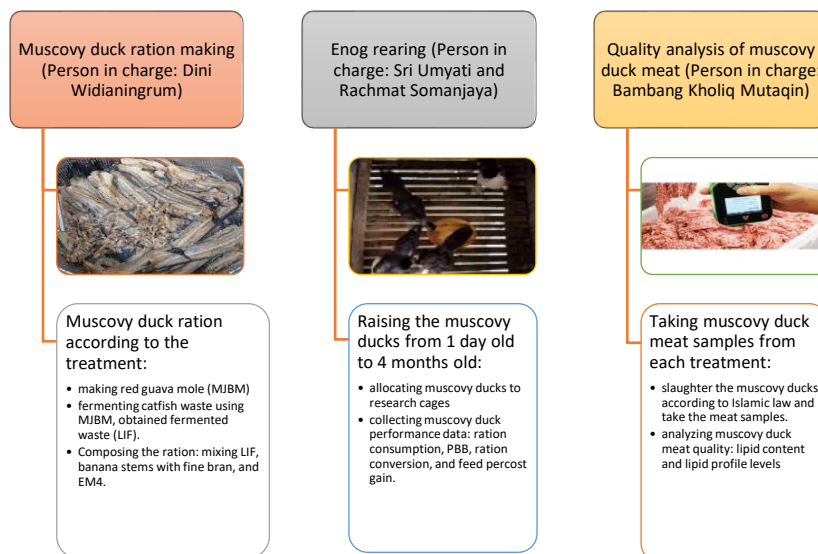 Muscovy duck ration making
(Person in charge: Dini
Widianingrum)
Muscovy duck ration
according to the
treatment:
• making red guava mole (MJBM)
• fermenting catfish waste using
MJBM, obtained fermented
waste (LIF).
• Composing the ration: mixing LIF,
banana stems with fine bran, and
EM4.
Enog rearing (Person in
charge: Sri Umyati and
Rachmat Somanjaya)
Raising the muscovy
ducks from 1 day old
to 4 months old:
• allocating muscovy ducks to
research cages
• collecting muscovy duck
performance data: ration
consumption, PBB, ration
conversion, and feed percost
gain.
Quality analysis of muscovy
duck meat (Person in charge:
Bambang Kholiq Mutaqin)
Taking muscovy duck
meat samples from
each treatment:
• slaughter the muscovy ducks
according to Islamic law and
take the meat samples.
• analyzing muscovy duck
meat quality: lipid content
and lipid profile levels